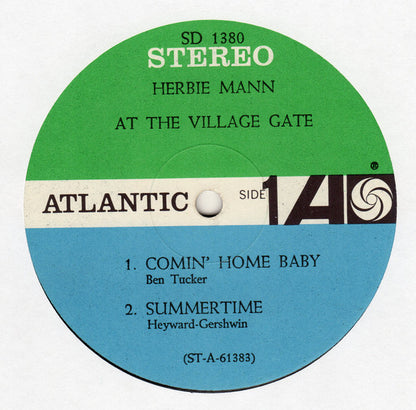 SD 1380
STEREO
HERBIE MANN
AT THE VILLAGE GATE
®
ATLANTIC SIDE 1 A
1. COMIN' HOME BABY
Ben Tucker
2. SUMMERTIME
Heyward-Gershwin
(ST-A-61383)